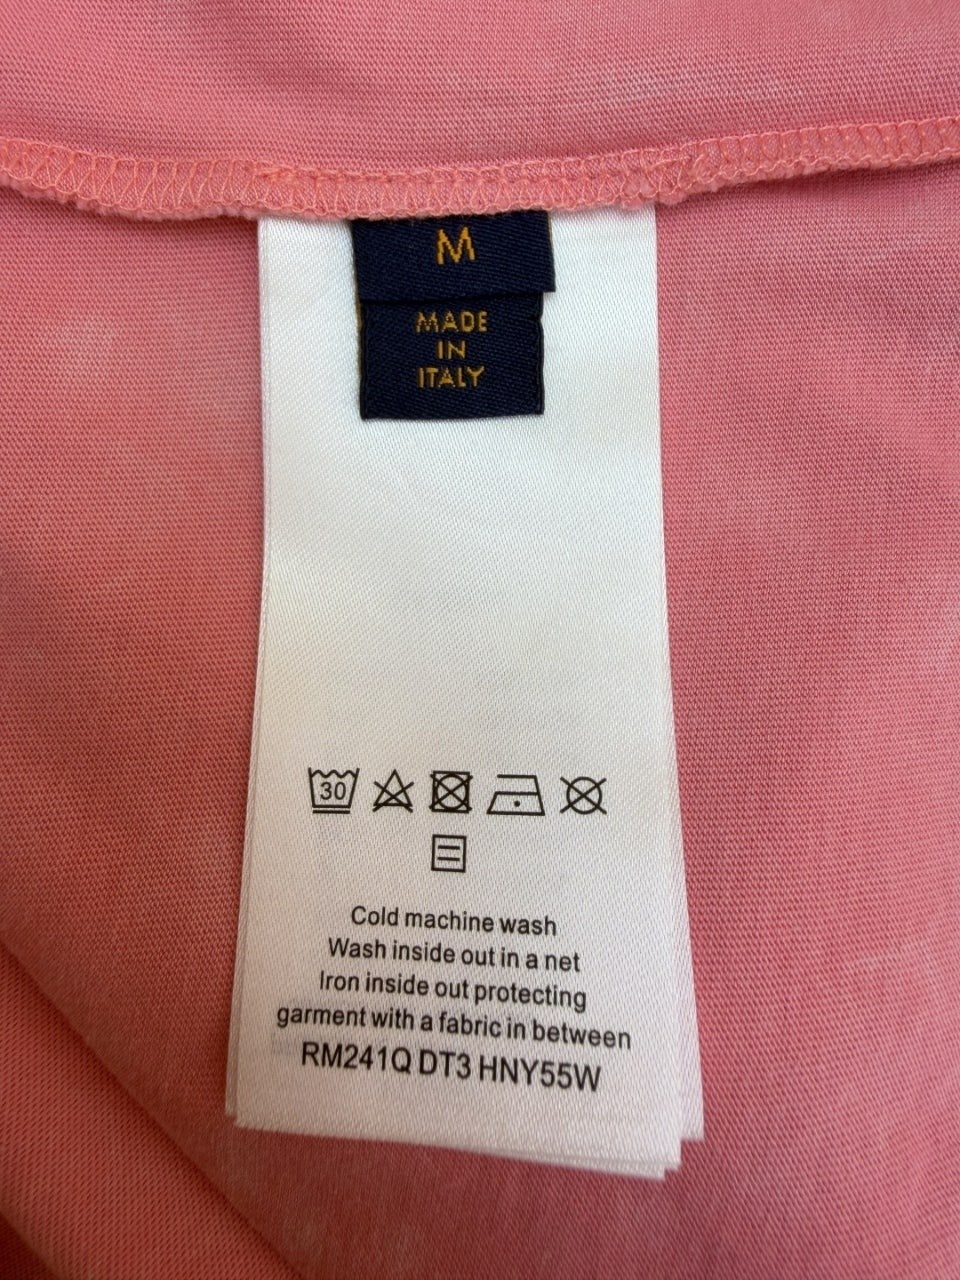 M
MADE
IN
ITALY
30
Cold machine wash
Wash inside out in a net
Iron inside out protecting
garment with a fabric in between
RM241Q DT3 HNY55W